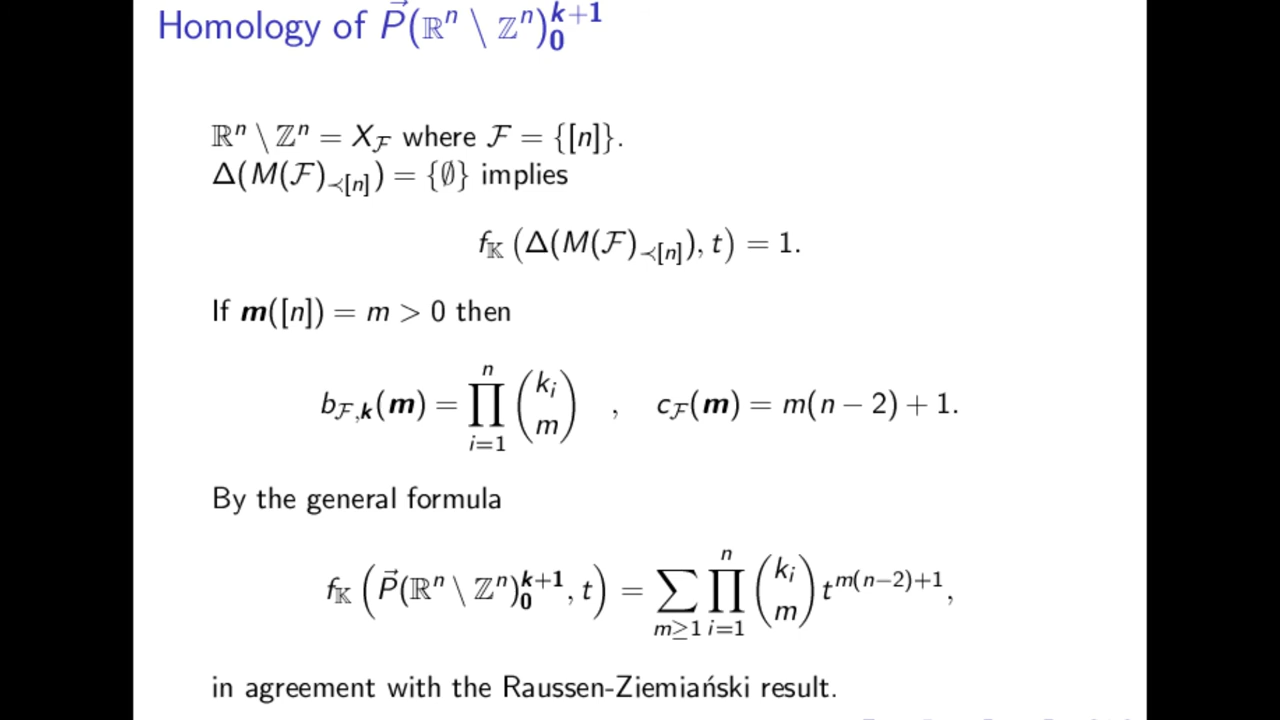 Homology of $\vec{P}(\mathbb{R}^n \setminus \mathbb{Z}^n)_{\mathbf{0}}^{\boldsymbol{k}+\mathbf{1}}$
$\mathbb{R}^n \setminus \mathbb{Z}^n = X_{\mathcal{F}}$ where $\mathcal{F} = \{[n]\}$.
$\Delta(M(\mathcal{F})_{\prec[n]}) = \{\emptyset\}$ implies
$f_{\mathbb{K}}\left(\Delta(M(\mathcal{F})_{\prec[n]}), t\right) = 1.$
If $\boldsymbol{m}([n]) = m > 0$ then
$b_{\mathcal{F},\boldsymbol{k}}(\boldsymbol{m}) = \prod_{i=1}^{n} \binom{k_i}{m} \quad , \quad c_{\mathcal{F}}(\boldsymbol{m}) = m(n-2)+1.$
By the general formula
$f_{\mathbb{K}}\left(\vec{P}(\mathbb{R}^n \setminus \mathbb{Z}^n)_{\mathbf{0}}^{\boldsymbol{k}+\mathbf{1}}, t\right) = \sum_{m \geq 1} \prod_{i=1}^{n} \binom{k_i}{m} t^{m(n-2)+1},$
in agreement with the Raussen-Ziemiański result.